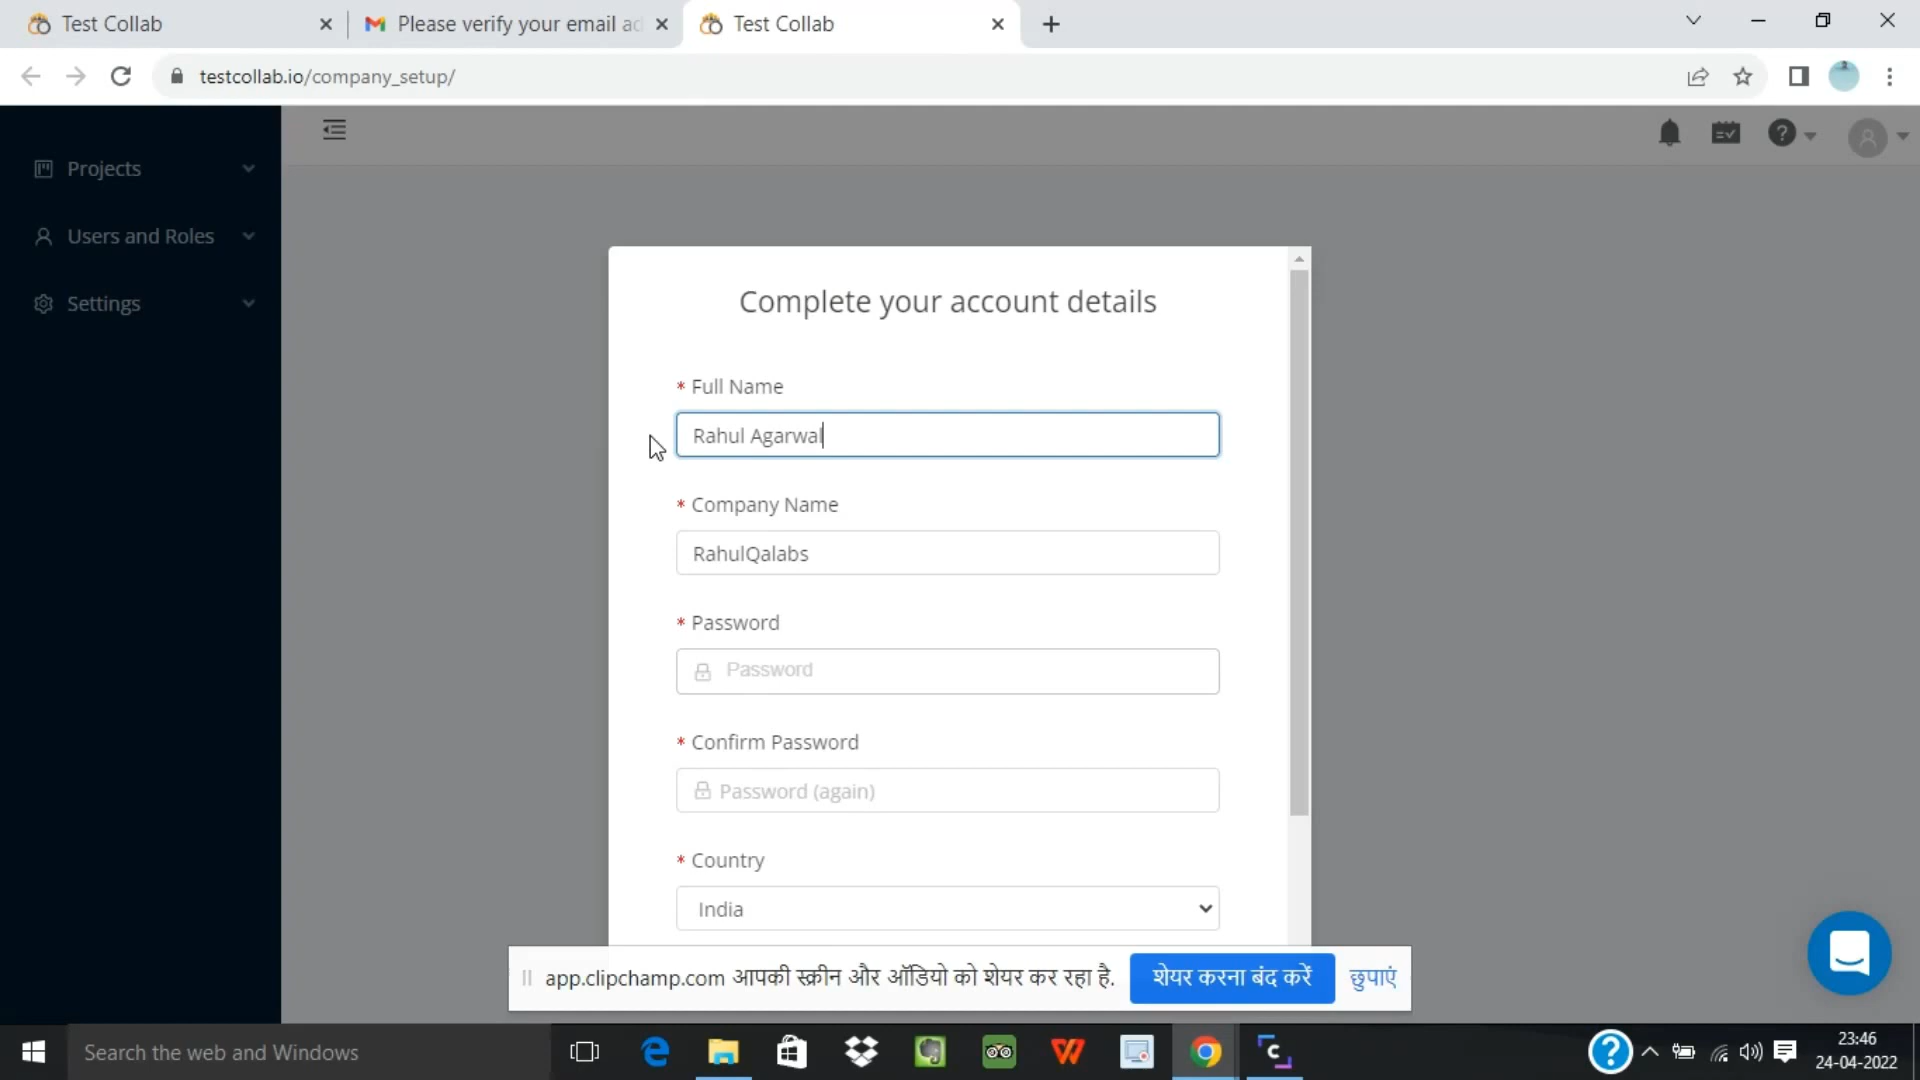 Test Collab
Please verify your email ad
Test Collab
testcollab.io/company_setup/
Projects
Users and Roles
Settings
Complete your account details
* Full Name
Rahul Agarwal
* Company Name
RahulQalabs
* Password
Password
* Confirm Password
Password (again)
* Country
India
app.clipchamp.com आपकी स्क्रीन और ऑडियो को शेयर कर रहा है.
शेयर करना बंद करें
छुपाएं
Search the web and Windows
23:46
24-04-2022